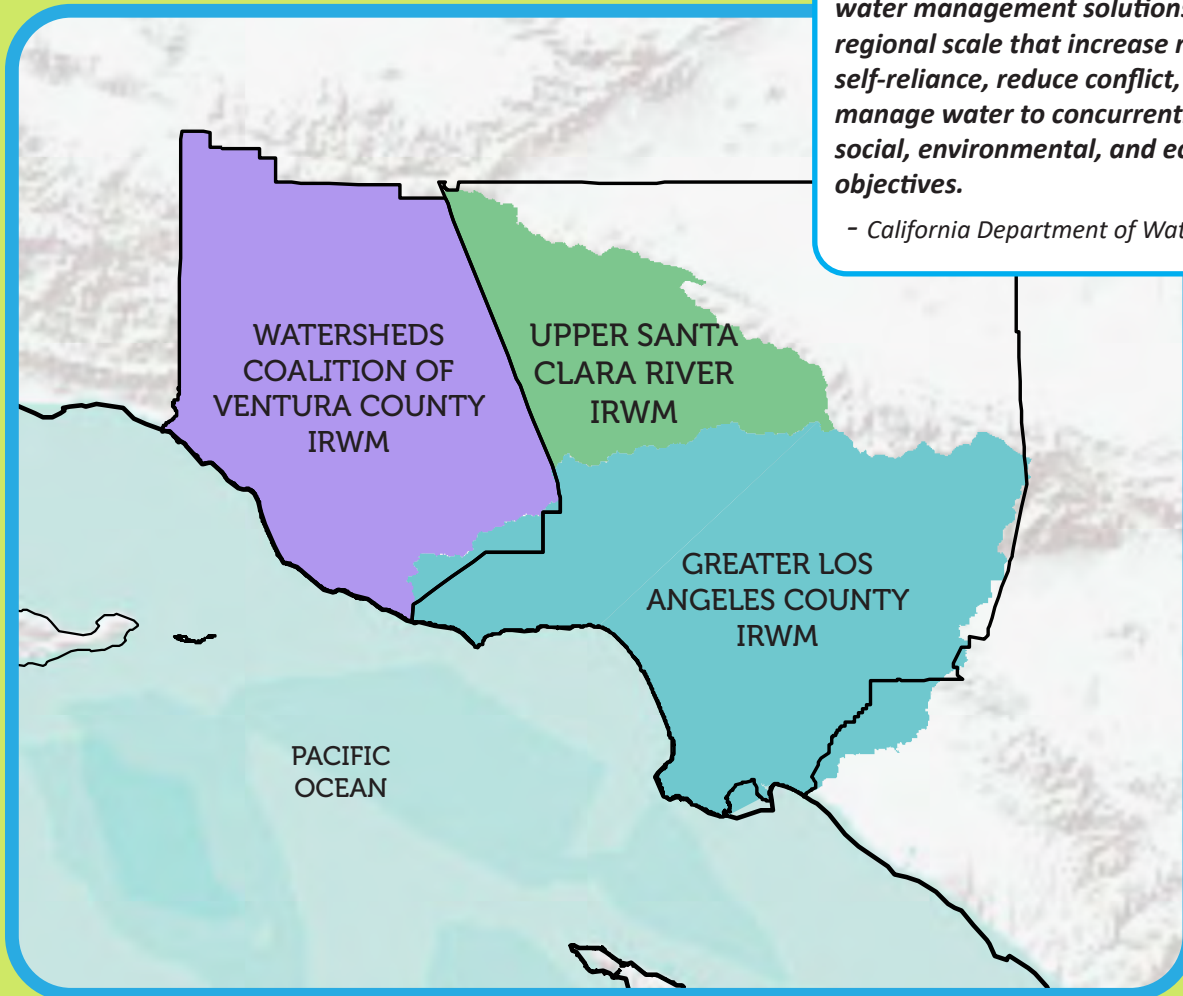 water management solutions
regional scale that increase
self-reliance, reduce conflict,
manage water to concurrent
social, environmental, and
objectives.
- California Department of
WATERSHEDS
COALITION OF
VENTURA COUNTY
IRWM
UPPER SANTA
CLARA RIVER
IRWM
GREATER LOS
ANGELES COUNTY
IRWM
PACIFIC
OCEAN